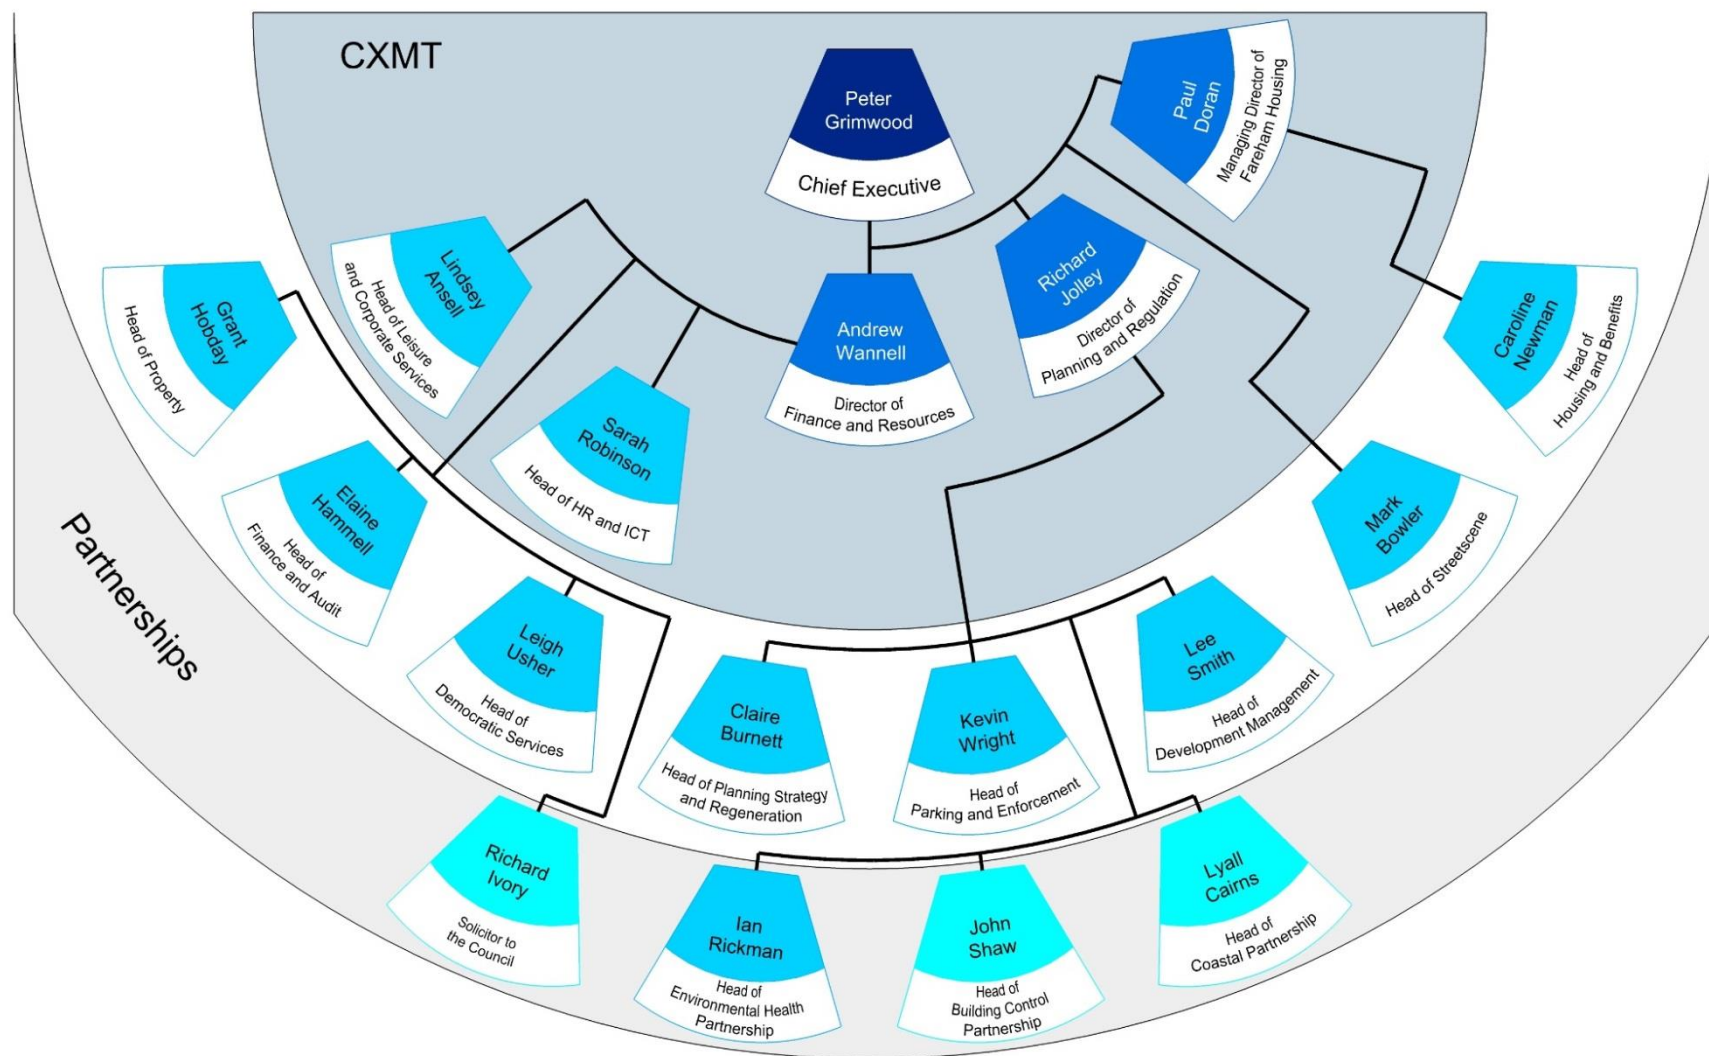 CXMT
Peter
Grimwood
Chief Executive
Paul
Doran
Managing Director of
Fareham Housing
Lindsey
Ansell
Head of Leisure
and Corporate Services
Richard
Jolley
Director of
Planning and Regulation
Andrew
Wannell
Director of
Finance and Resources
Sarah
Robinson
Head of HR and ICT
Grant
Hobday
Head of Property
Caroline
Newman
Head of
Housing and Benefits
Elaine
Hammell
Head of
Finance and Audit
Mark
Bowler
Head of Streetscene
Leigh
Usher
Head of
Democratic Services
Claire
Burnett
Head of Planning Strategy
and Regeneration
Kevin
Wright
Head of
Parking and Enforcement
Lee
Smith
Head of
Development Management
Partnerships
Richard
Ivory
Solicitor to
the Council
Ian
Rickman
Head of
Environmental Health
Partnership
John
Shaw
Head of
Building Control
Partnership
Lyall
Cairns
Head of
Coastal Partnership